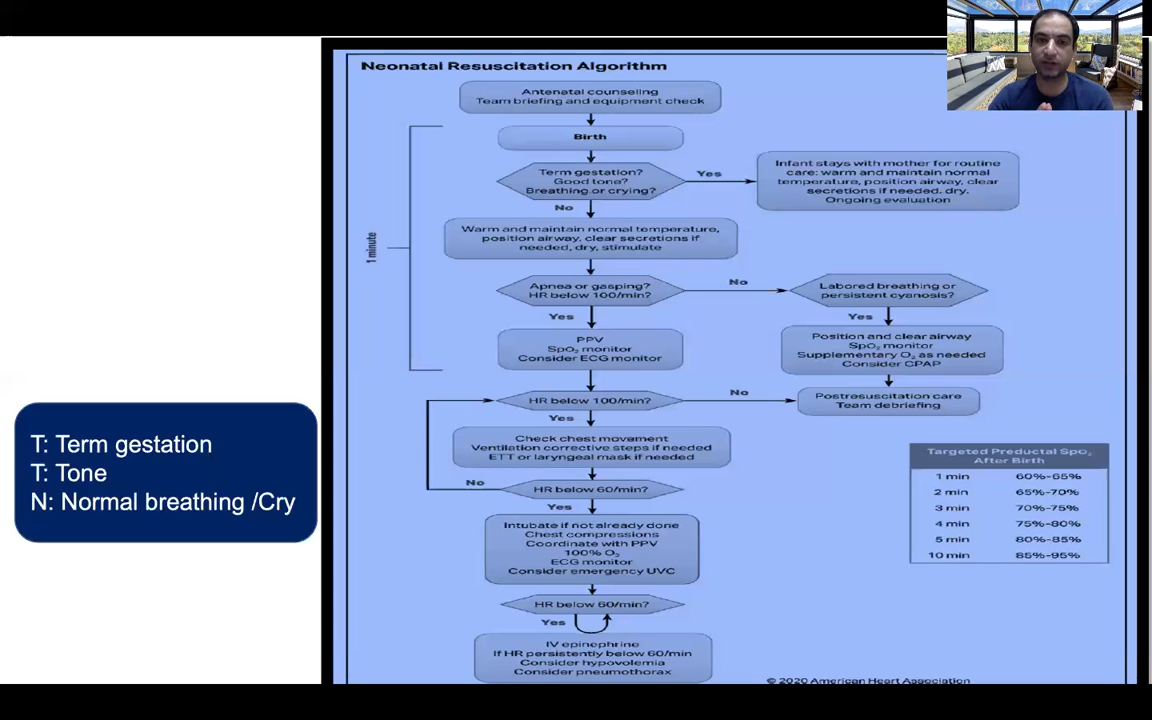 Neonatal Resuscitation Algorithm
Antenatal counseling
Team briefing and equipment check
Birth
Term gestation?
Good tone?
Breathing or crying?
Yes
Infant stays with mother for routine
care: warm and maintain normal
temperature, position airway, clear
secretions if needed, dry.
Ongoing evaluation
No
Warm and maintain normal temperature,
position airway, clear secretions if
needed, dry, stimulate
1 minute
Apnea or gasping?
HR below 100/min?
No
Labored breathing or
persistent cyanosis?
Yes
Yes
PPV
SpO₂ monitor
Consider ECG monitor
Position and clear airway
SpO₂ monitor
Supplementary O₂ as needed
Consider CPAP
HR below 100/min?
No
Postresuscitation care
Team debriefing
Yes
Check chest movement
Ventilation corrective steps if needed
ETT or laryngeal mask if needed
No
HR below 60/min?
Yes
Intubate if not already done
Chest compressions
Coordinate with PPV
100% O₂
ECG monitor
Consider emergency UVC
HR below 60/min?
Yes
IV epinephrine
If HR persistently below 60/min
Consider hypovolemia
Consider pneumothorax
Targeted Preductal SpO₂
After Birth
1 min 60%-65%
2 min 65%-70%
3 min 70%-75%
4 min 75%-80%
5 min 80%-85%
10 min 85%-95%
© 2020 American Heart Association
T: Term gestation
T: Tone
N: Normal breathing /Cry